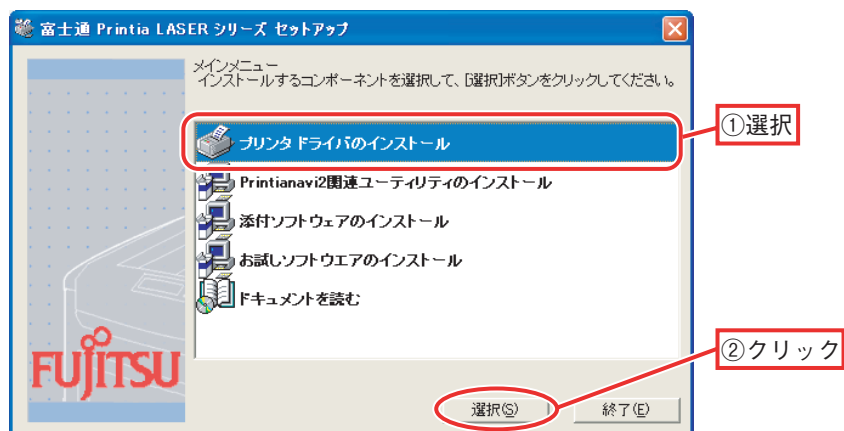 富士通 Printia LASER シリーズ セットアップ
メインメニュー
インストールするコンポーネントを選択して、[選択]ボタンをクリックしてください。
プリンタ ドライバのインストール
①選択
Printianavi2関連ユーティリティのインストール
添付ソフトウェアのインストール
お試しソフトウエアのインストール
ドキュメントを読む
FUJITSU
②クリック
選択(S)
終了(E)